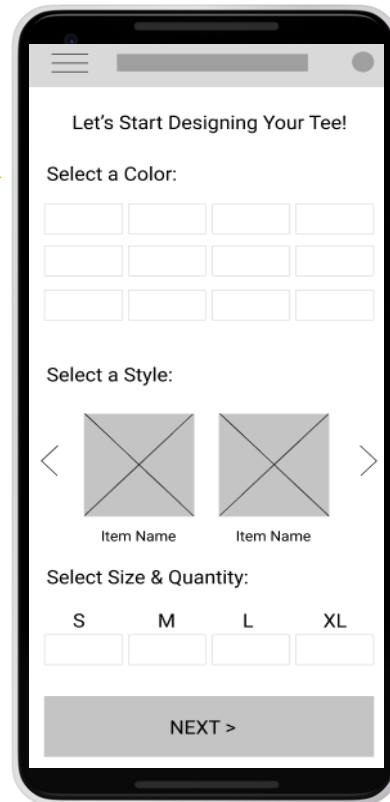 Let's Start Designing Your Tee!
Select a Color:
Select a Style:
Item Name Item Name
Select Size & Quantity:
S M L XL
NEXT >